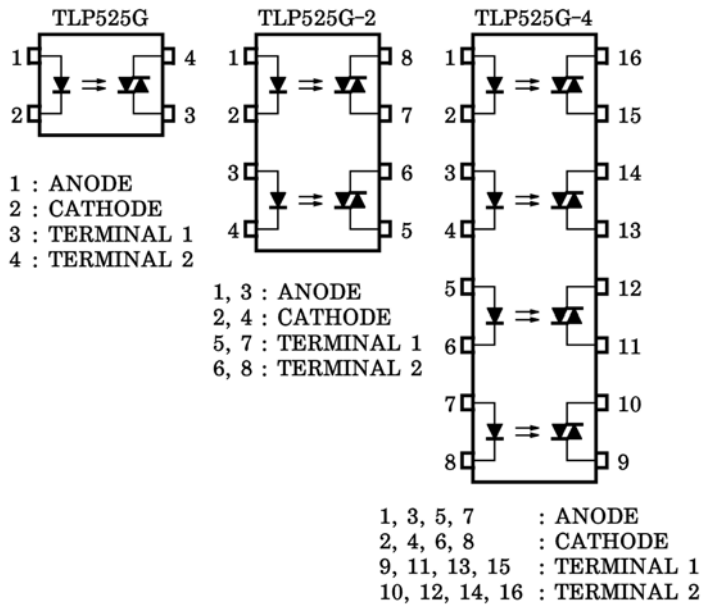 TLP525G
1 4
2 3
1 : ANODE
2 : CATHODE
3 : TERMINAL 1
4 : TERMINAL 2
TLP525G-2
1 8
2 7
3 6
4 5
1, 3 : ANODE
2, 4 : CATHODE
5, 7 : TERMINAL 1
6, 8 : TERMINAL 2
TLP525G-4
1 16
2 15
3 14
4 13
5 12
6 11
7 10
8 9
1, 3, 5, 7 : ANODE
2, 4, 6, 8 : CATHODE
9, 11, 13, 15 : TERMINAL 1
10, 12, 14, 16 : TERMINAL 2